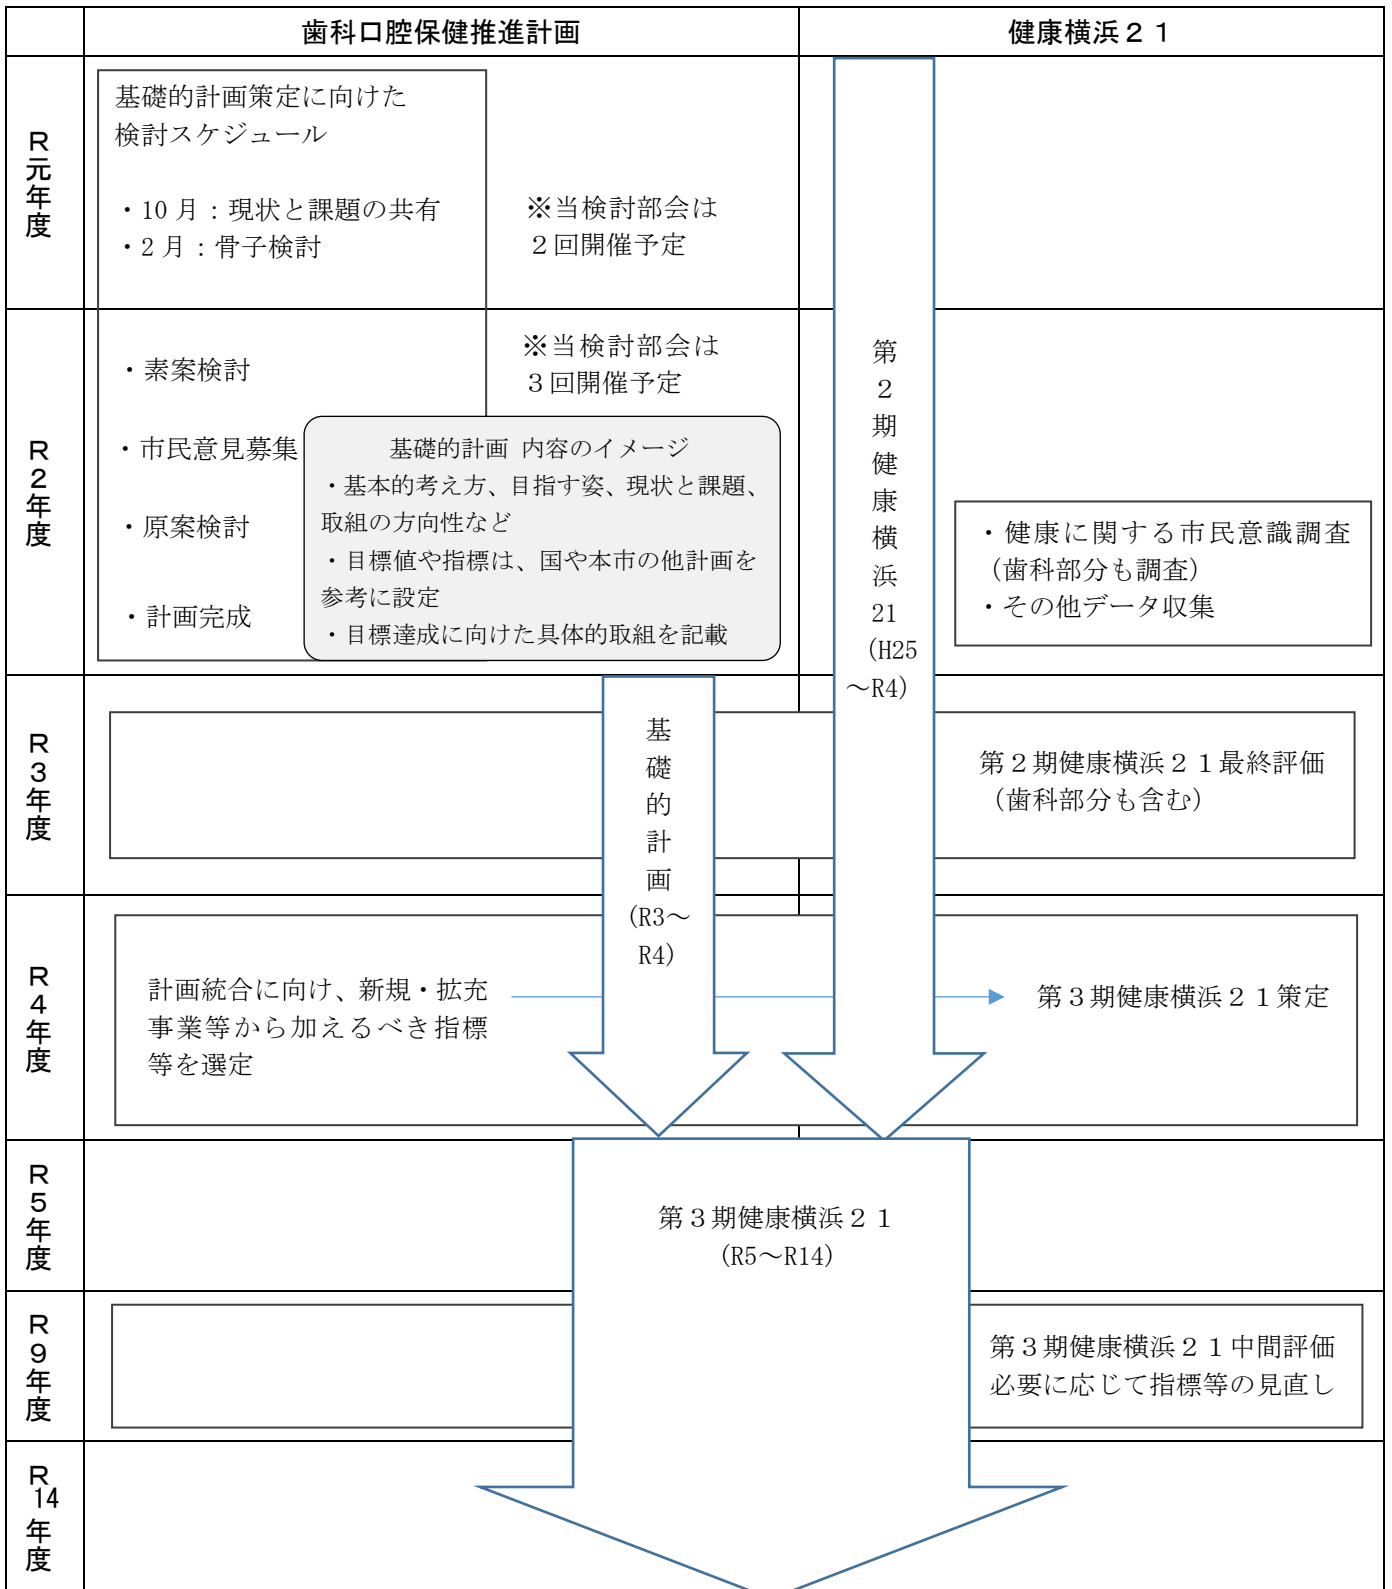 歯科口腔保健推進計画
健康横浜２１
R元年度
基礎的計画策定に向けた
検討スケジュール
・10 月：現状と課題の共有
・2 月：骨子検討
※当検討部会は
２回開催予定
R２年度
・素案検討
・市民意見募集
・原案検討
・計画完成
※当検討部会は
３回開催予定
基礎的計画 内容のイメージ
・基本的考え方、目指す姿、現状と課題、
取組の方向性など
・目標値や指標は、国や本市の他計画を
参考に設定
・目標達成に向けた具体的取組を記載
第２期健康横浜21
（H25
～R4）
・健康に関する市民意識調査
（歯科部分も調査）
・その他データ収集
R３年度
基礎的計画
（R3～
R4）
第２期健康横浜２１最終評価
（歯科部分も含む）
R４年度
計画統合に向け、新規・拡充
事業等から加えるべき指標
等を選定
第３期健康横浜２１策定
R５年度
第３期健康横浜２１
（R5～R14）
R９年度
第３期健康横浜２１中間評価
必要に応じて指標等の見直し
R14年度